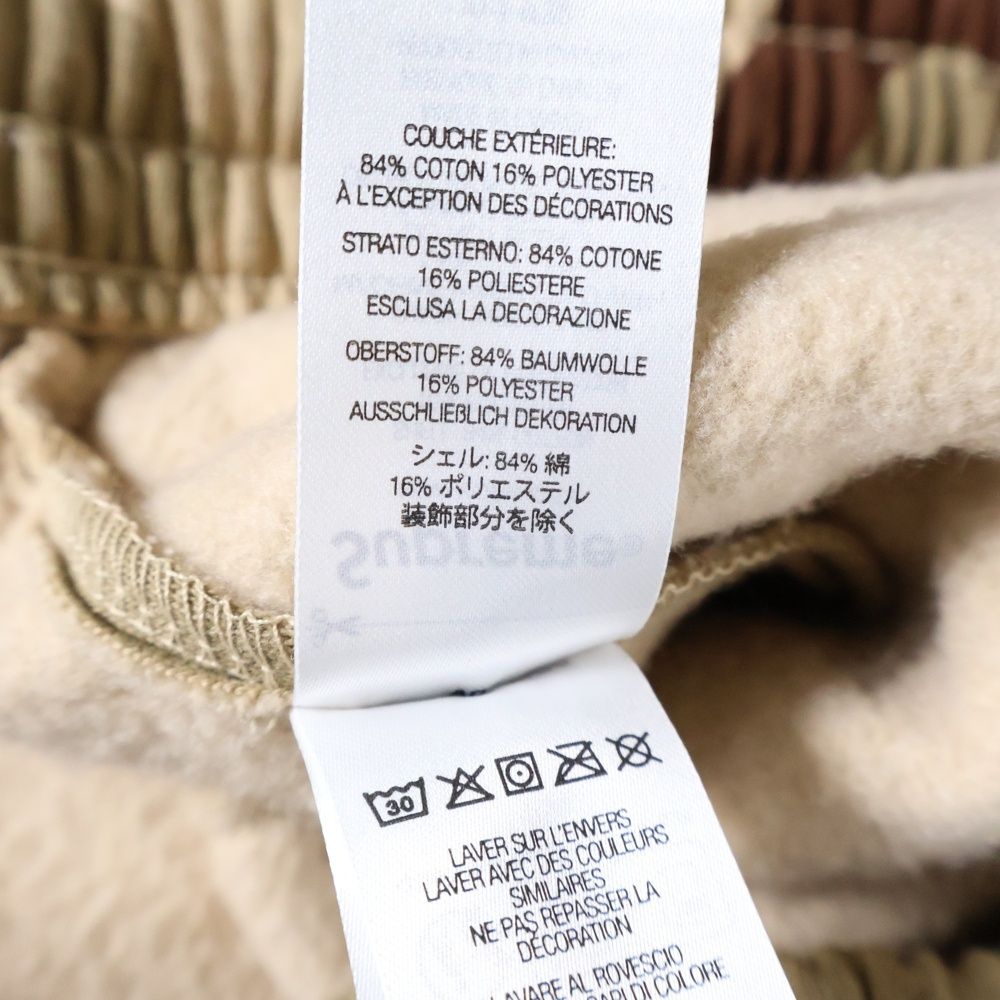 COUCHE EXTÉRIEURE:
84% COTON 16% POLYESTER
À L'EXCEPTION DES DÉCORATIONS
STRATO ESTERNO: 84% COTONE
16% POLIESTERE
ESCLUSA LA DECORAZIONE
OBERSTOFF: 84% BAUMWOLLE
16% POLYESTER
AUSSCHLIEßLICH DEKORATION
シェル: 84% 綿
16% ポリエステル
装飾部分を除く
Supreme®
30
LAVER SUR L'ENVERS
LAVER AVEC DES COULEURS
SIMILAIRES
NE PAS REPASSER LA
DÉCORATION
LAVARE AL ROVESCIO
CAPI DI COLORE